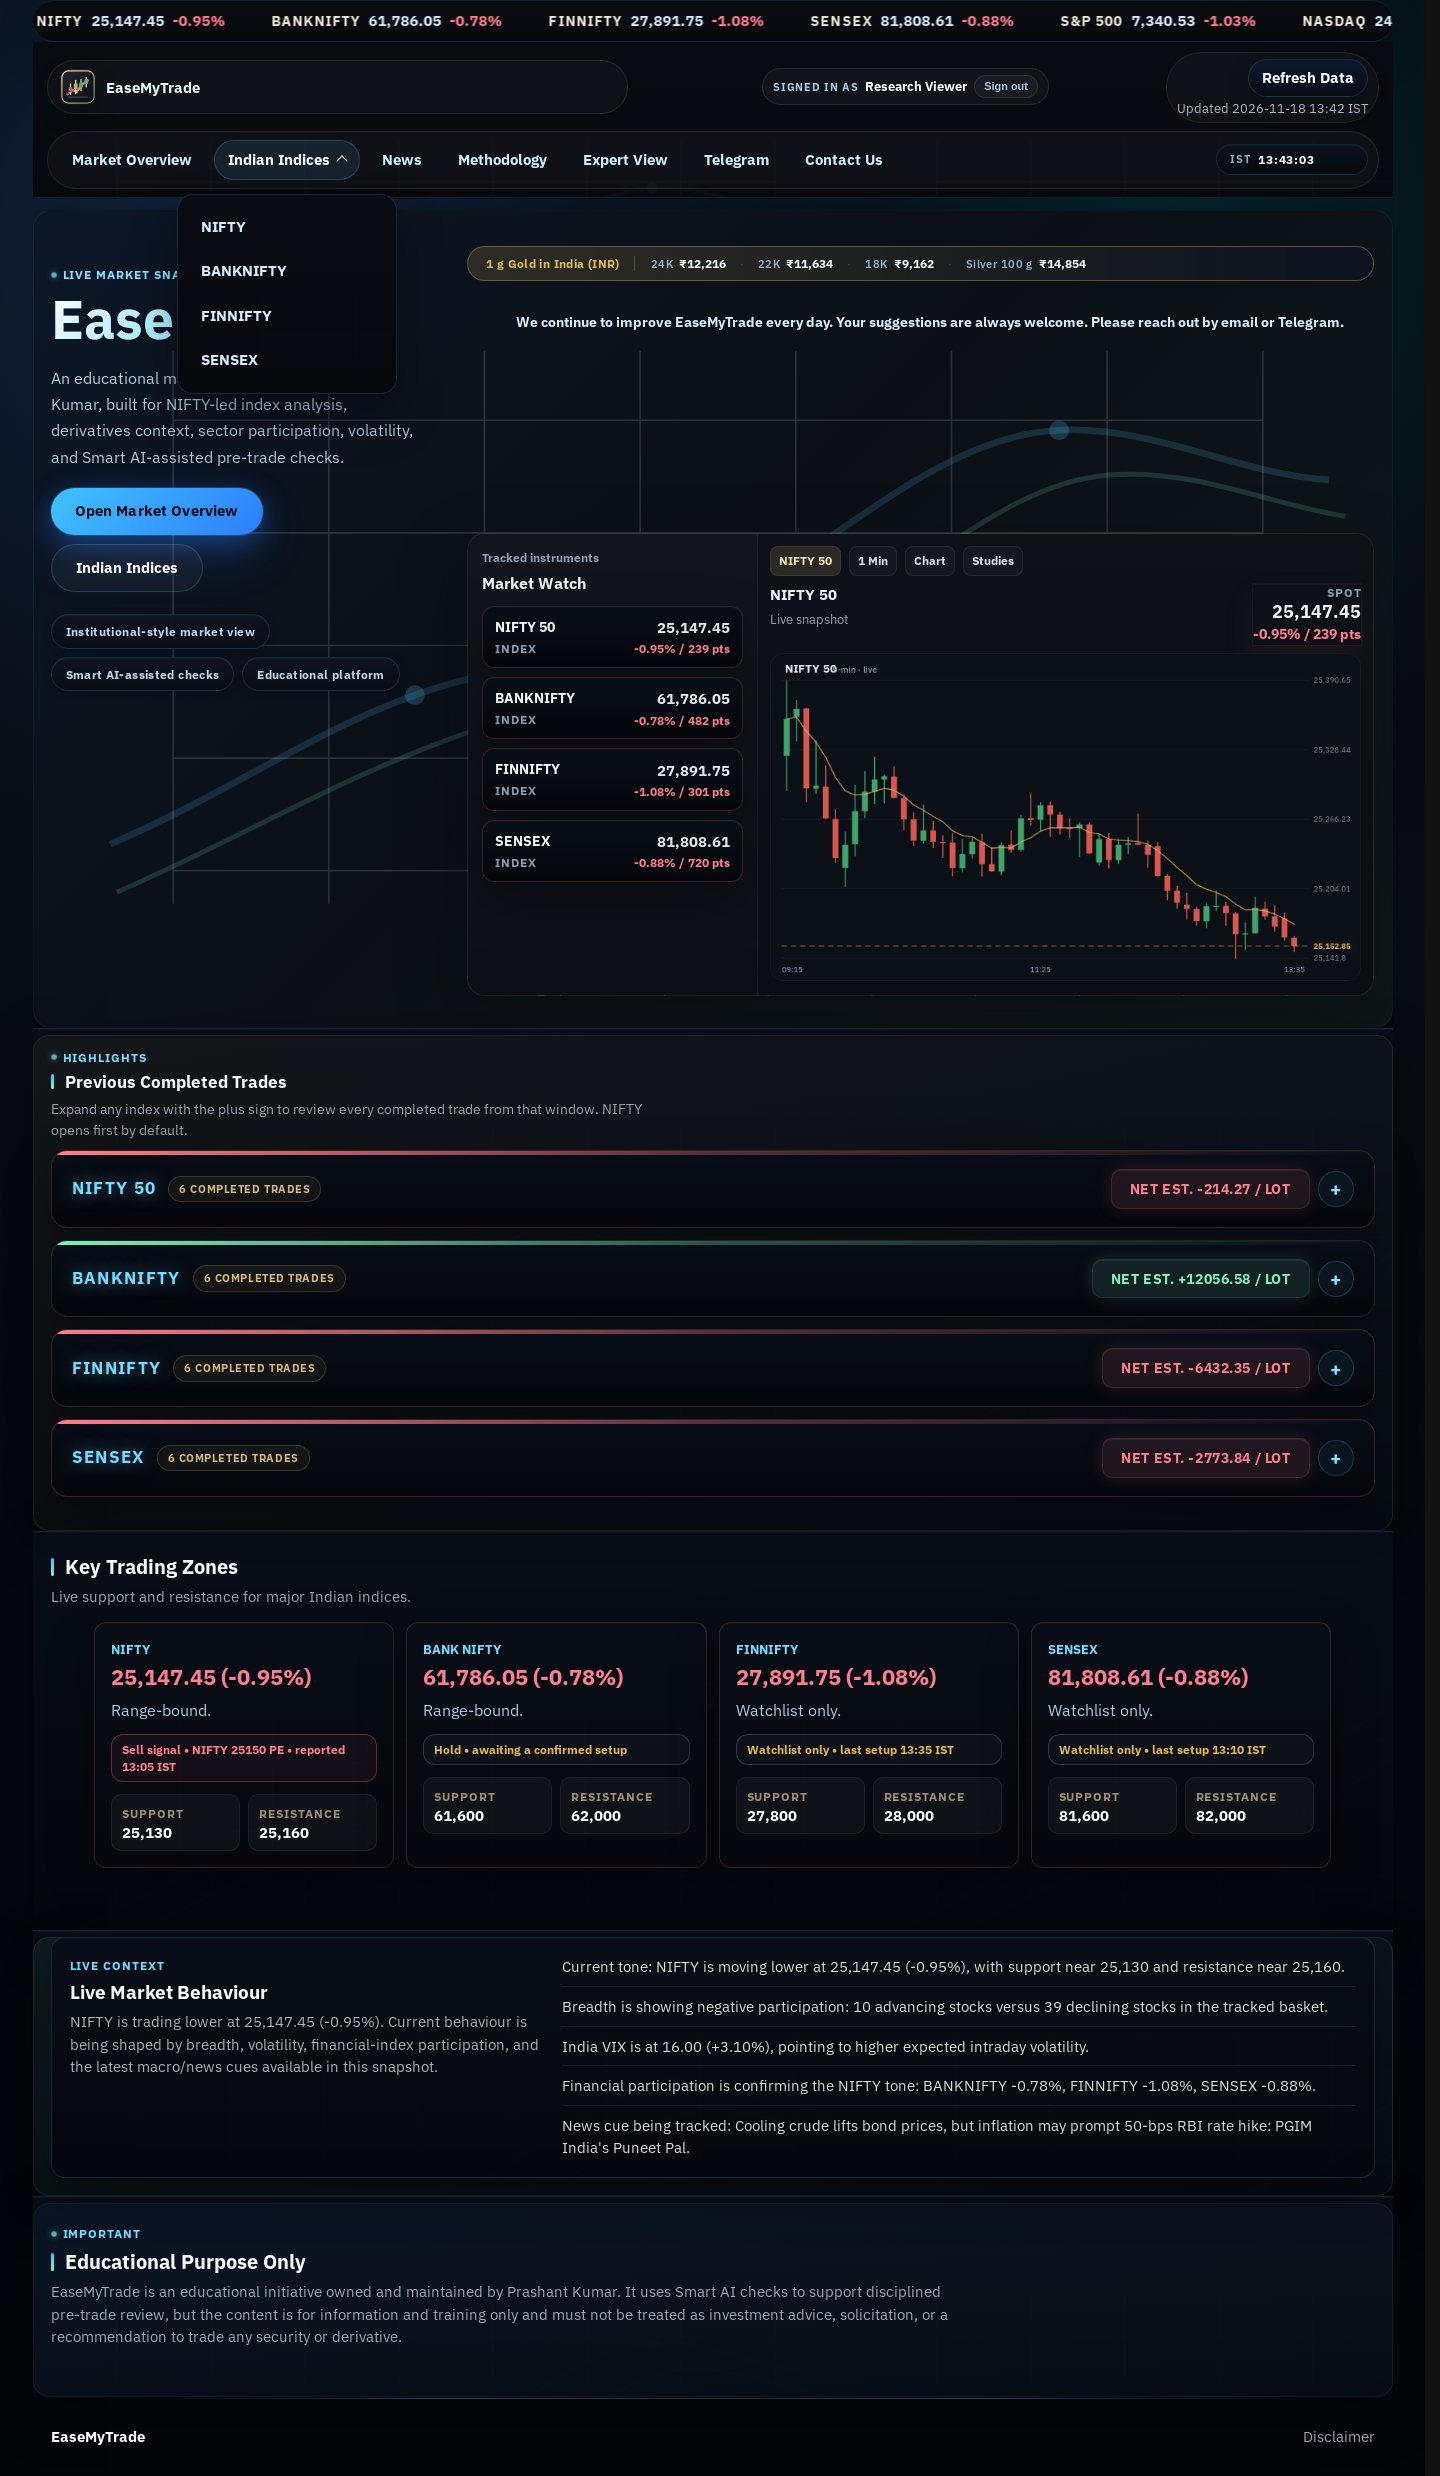 NIFTY 25,147.45 -0.95% BANKNIFTY 61,786.05 -0.78% FINNIFTY 27,891.75 -1.08% SENSEX 81,808.61 -0.88% S&P 500 7,340.53 -1.03% NASDAQ 24
EaseMyTrade
SIGNED IN AS Research Viewer Sign out
Refresh Data
Updated 2026-11-18 13:42 IST
Market Overview Indian Indices News Methodology Expert View Telegram Contact Us
IST 13:43:03
NIFTY
BANKNIFTY
FINNIFTY
SENSEX
LIVE MARKET SNA
Ease
An educational m
Kumar, built for NIFTY-led index analysis,
derivatives context, sector participation, volatility,
and Smart AI-assisted pre-trade checks.
Open Market Overview
Indian Indices
Institutional-style market view
Smart AI-assisted checks Educational platform
1 g Gold in India (INR) 24K ₹12,216 · 22K ₹11,634 · 18K ₹9,162 · Silver 100 g ₹14,854
We continue to improve EaseMyTrade every day. Your suggestions are always welcome. Please reach out by email or Telegram.
Tracked instruments
Market Watch
NIFTY 50 25,147.45
INDEX -0.95% / 239 pts
BANKNIFTY 61,786.05
INDEX -0.78% / 482 pts
FINNIFTY 27,891.75
INDEX -1.08% / 301 pts
SENSEX 81,808.61
INDEX -0.88% / 720 pts
NIFTY 50 1 Min Chart Studies
NIFTY 50
Live snapshot
SPOT
25,147.45
-0.95% / 239 pts
NIFTY 50 -min · live
25,390.65
25,328.44
25,266.23
25,204.01
25,152.85
25,141.8
09:15 11:25 13:35
HIGHLIGHTS
Previous Completed Trades
Expand any index with the plus sign to review every completed trade from that window. NIFTY
opens first by default.
NIFTY 50 6 COMPLETED TRADES NET EST. -214.27 / LOT +
BANKNIFTY 6 COMPLETED TRADES NET EST. +12056.58 / LOT +
FINNIFTY 6 COMPLETED TRADES NET EST. -6432.35 / LOT +
SENSEX 6 COMPLETED TRADES NET EST. -2773.84 / LOT +
Key Trading Zones
Live support and resistance for major Indian indices.
NIFTY
25,147.45 (-0.95%)
Range-bound.
Sell signal • NIFTY 25150 PE • reported
13:05 IST
SUPPORT RESISTANCE
25,130 25,160
BANK NIFTY
61,786.05 (-0.78%)
Range-bound.
Hold • awaiting a confirmed setup
SUPPORT RESISTANCE
61,600 62,000
FINNIFTY
27,891.75 (-1.08%)
Watchlist only.
Watchlist only • last setup 13:35 IST
SUPPORT RESISTANCE
27,800 28,000
SENSEX
81,808.61 (-0.88%)
Watchlist only.
Watchlist only • last setup 13:10 IST
SUPPORT RESISTANCE
81,600 82,000
LIVE CONTEXT
Live Market Behaviour
NIFTY is trading lower at 25,147.45 (-0.95%). Current behaviour is
being shaped by breadth, volatility, financial-index participation, and
the latest macro/news cues available in this snapshot.
Current tone: NIFTY is moving lower at 25,147.45 (-0.95%), with support near 25,130 and resistance near 25,160.
Breadth is showing negative participation: 10 advancing stocks versus 39 declining stocks in the tracked basket.
India VIX is at 16.00 (+3.10%), pointing to higher expected intraday volatility.
Financial participation is confirming the NIFTY tone: BANKNIFTY -0.78%, FINNIFTY -1.08%, SENSEX -0.88%.
News cue being tracked: Cooling crude lifts bond prices, but inflation may prompt 50-bps RBI rate hike: PGIM
India's Puneet Pal.
IMPORTANT
Educational Purpose Only
EaseMyTrade is an educational initiative owned and maintained by Prashant Kumar. It uses Smart AI checks to support disciplined
pre-trade review, but the content is for information and training only and must not be treated as investment advice, solicitation, or a
recommendation to trade any security or derivative.
EaseMyTrade Disclaimer